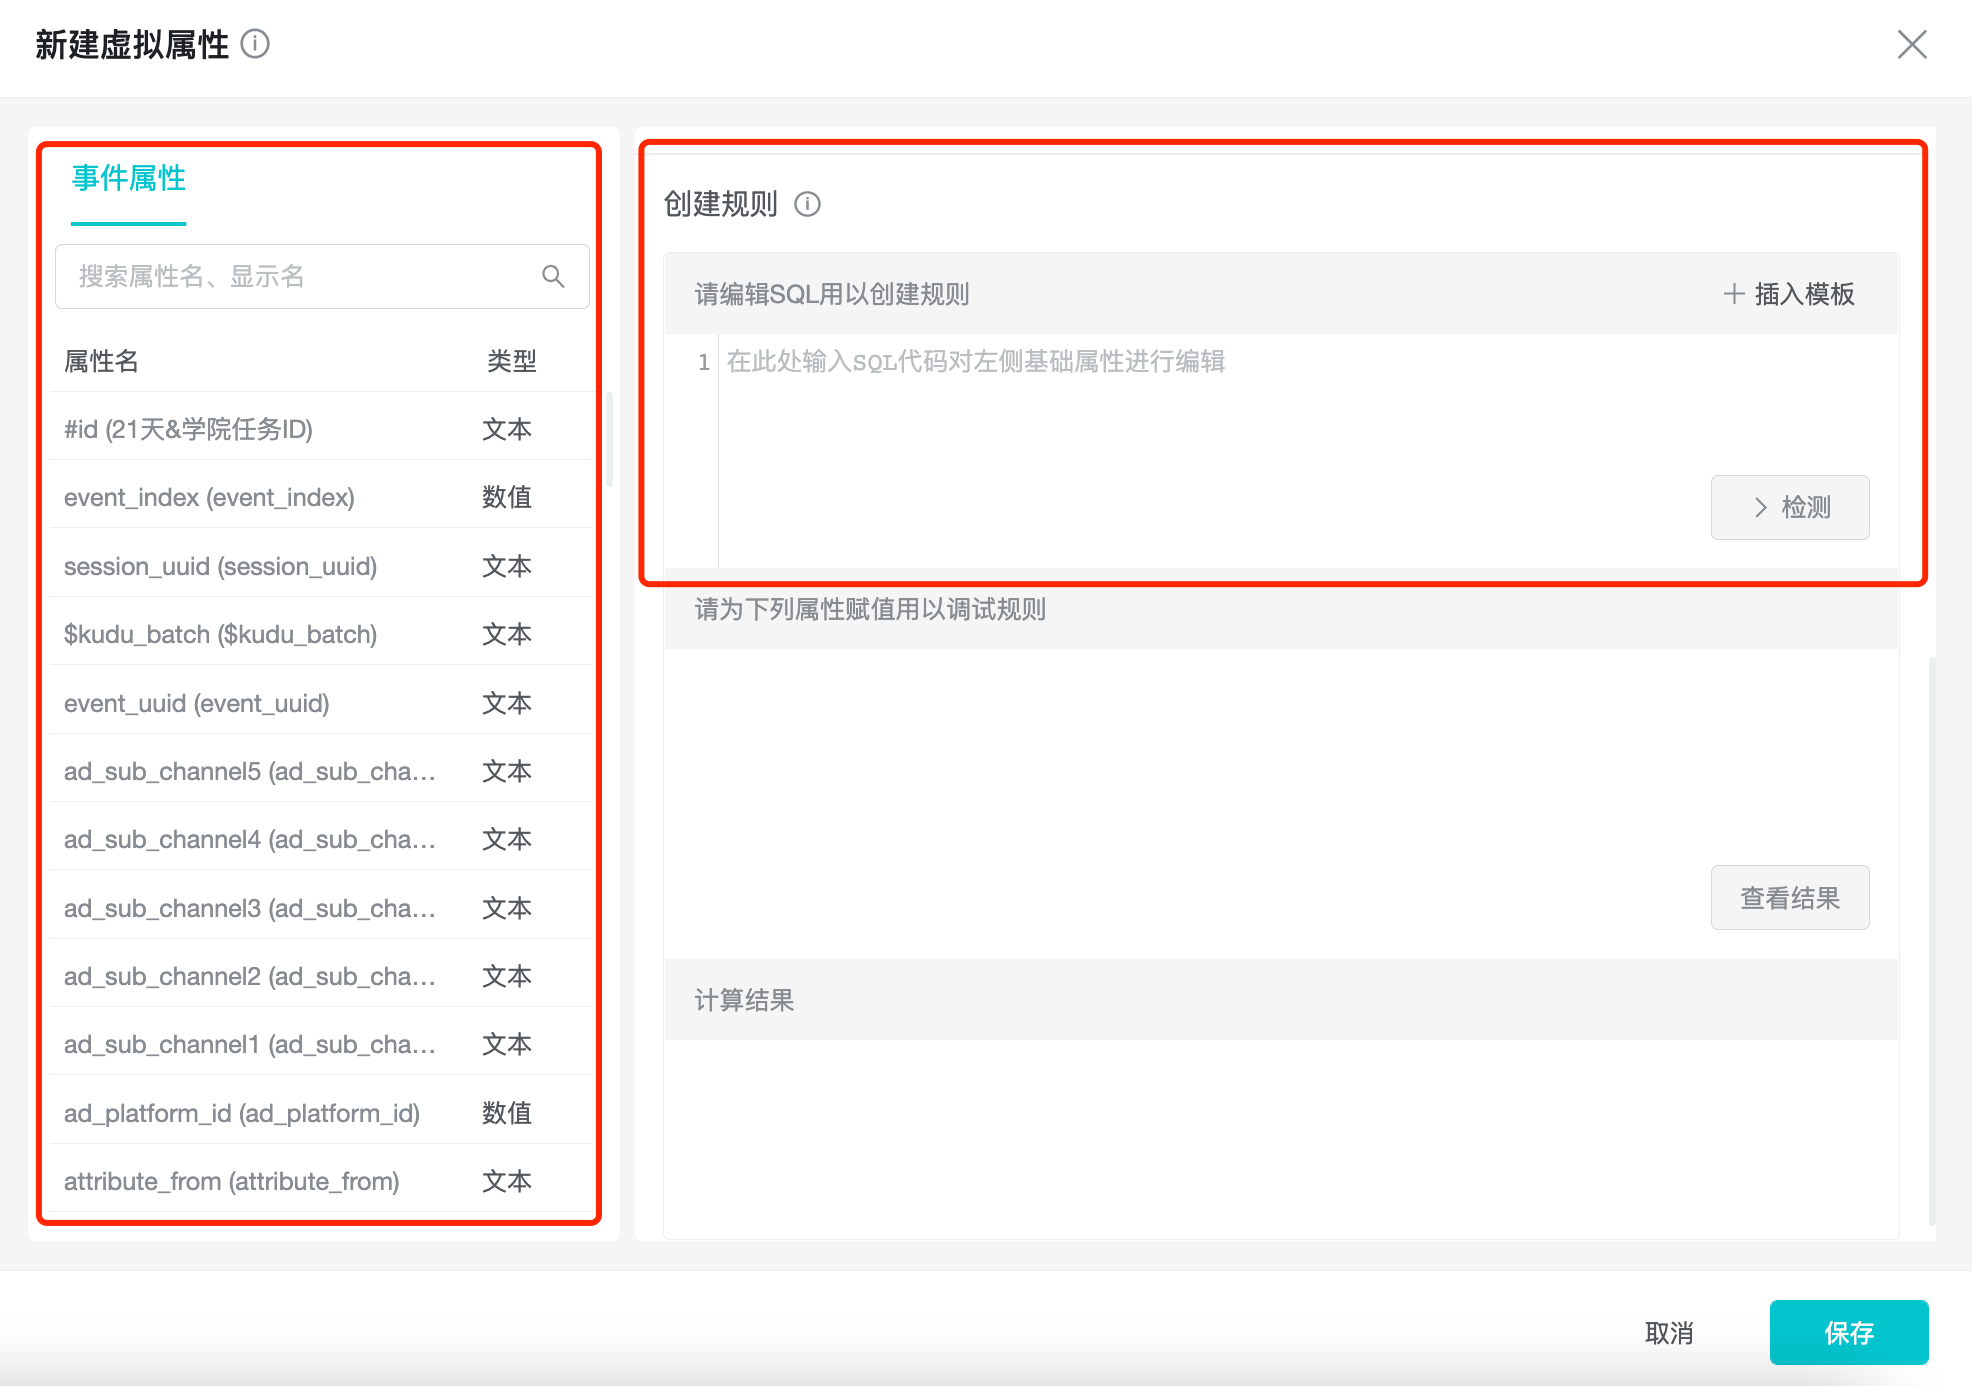 新建虚拟属性
事件属性
搜索属性名、显示名
属性名 类型
#id (21天&学院任务ID) 文本
event_index (event_index) 数值
session_uuid (session_uuid) 文本
$kudu_batch ($kudu_batch) 文本
event_uuid (event_uuid) 文本
ad_sub_channel5 (ad_sub_cha... 文本
ad_sub_channel4 (ad_sub_cha... 文本
ad_sub_channel3 (ad_sub_cha... 文本
ad_sub_channel2 (ad_sub_cha... 文本
ad_sub_channel1 (ad_sub_cha... 文本
ad_platform_id (ad_platform_id) 数值
attribute_from (attribute_from) 文本
创建规则
请编辑SQL用以创建规则 插入模板
1 在此处输入SQL代码对左侧基础属性进行编辑
检测
请为下列属性赋值用以调试规则
查看结果
计算结果
取消 保存